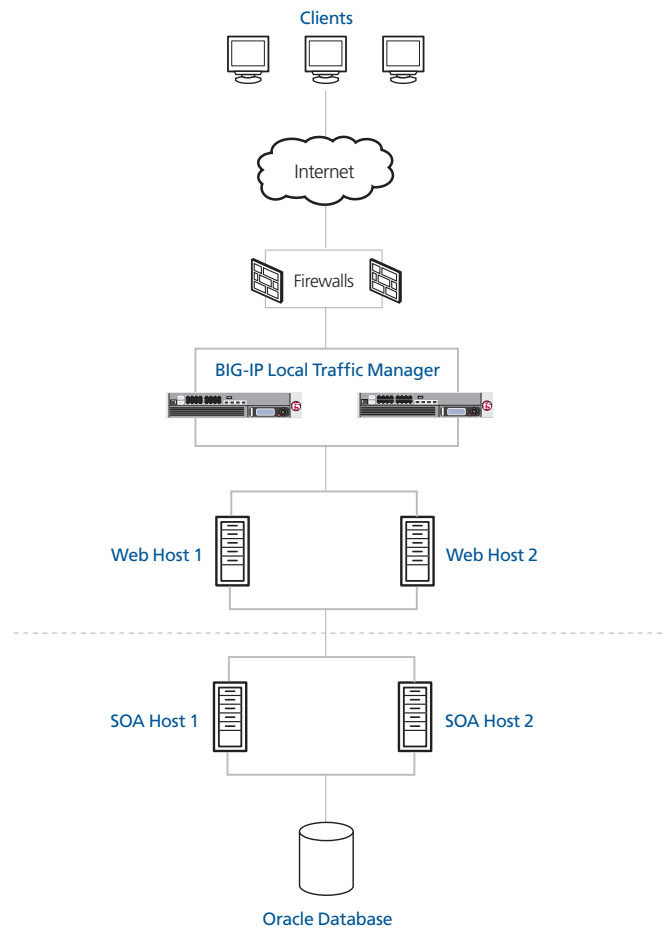 Clients
Internet
Firewalls
BIG-IP Local Traffic Manager
Web Host 1
Web Host 2
SOA Host 1
SOA Host 2
Oracle Database